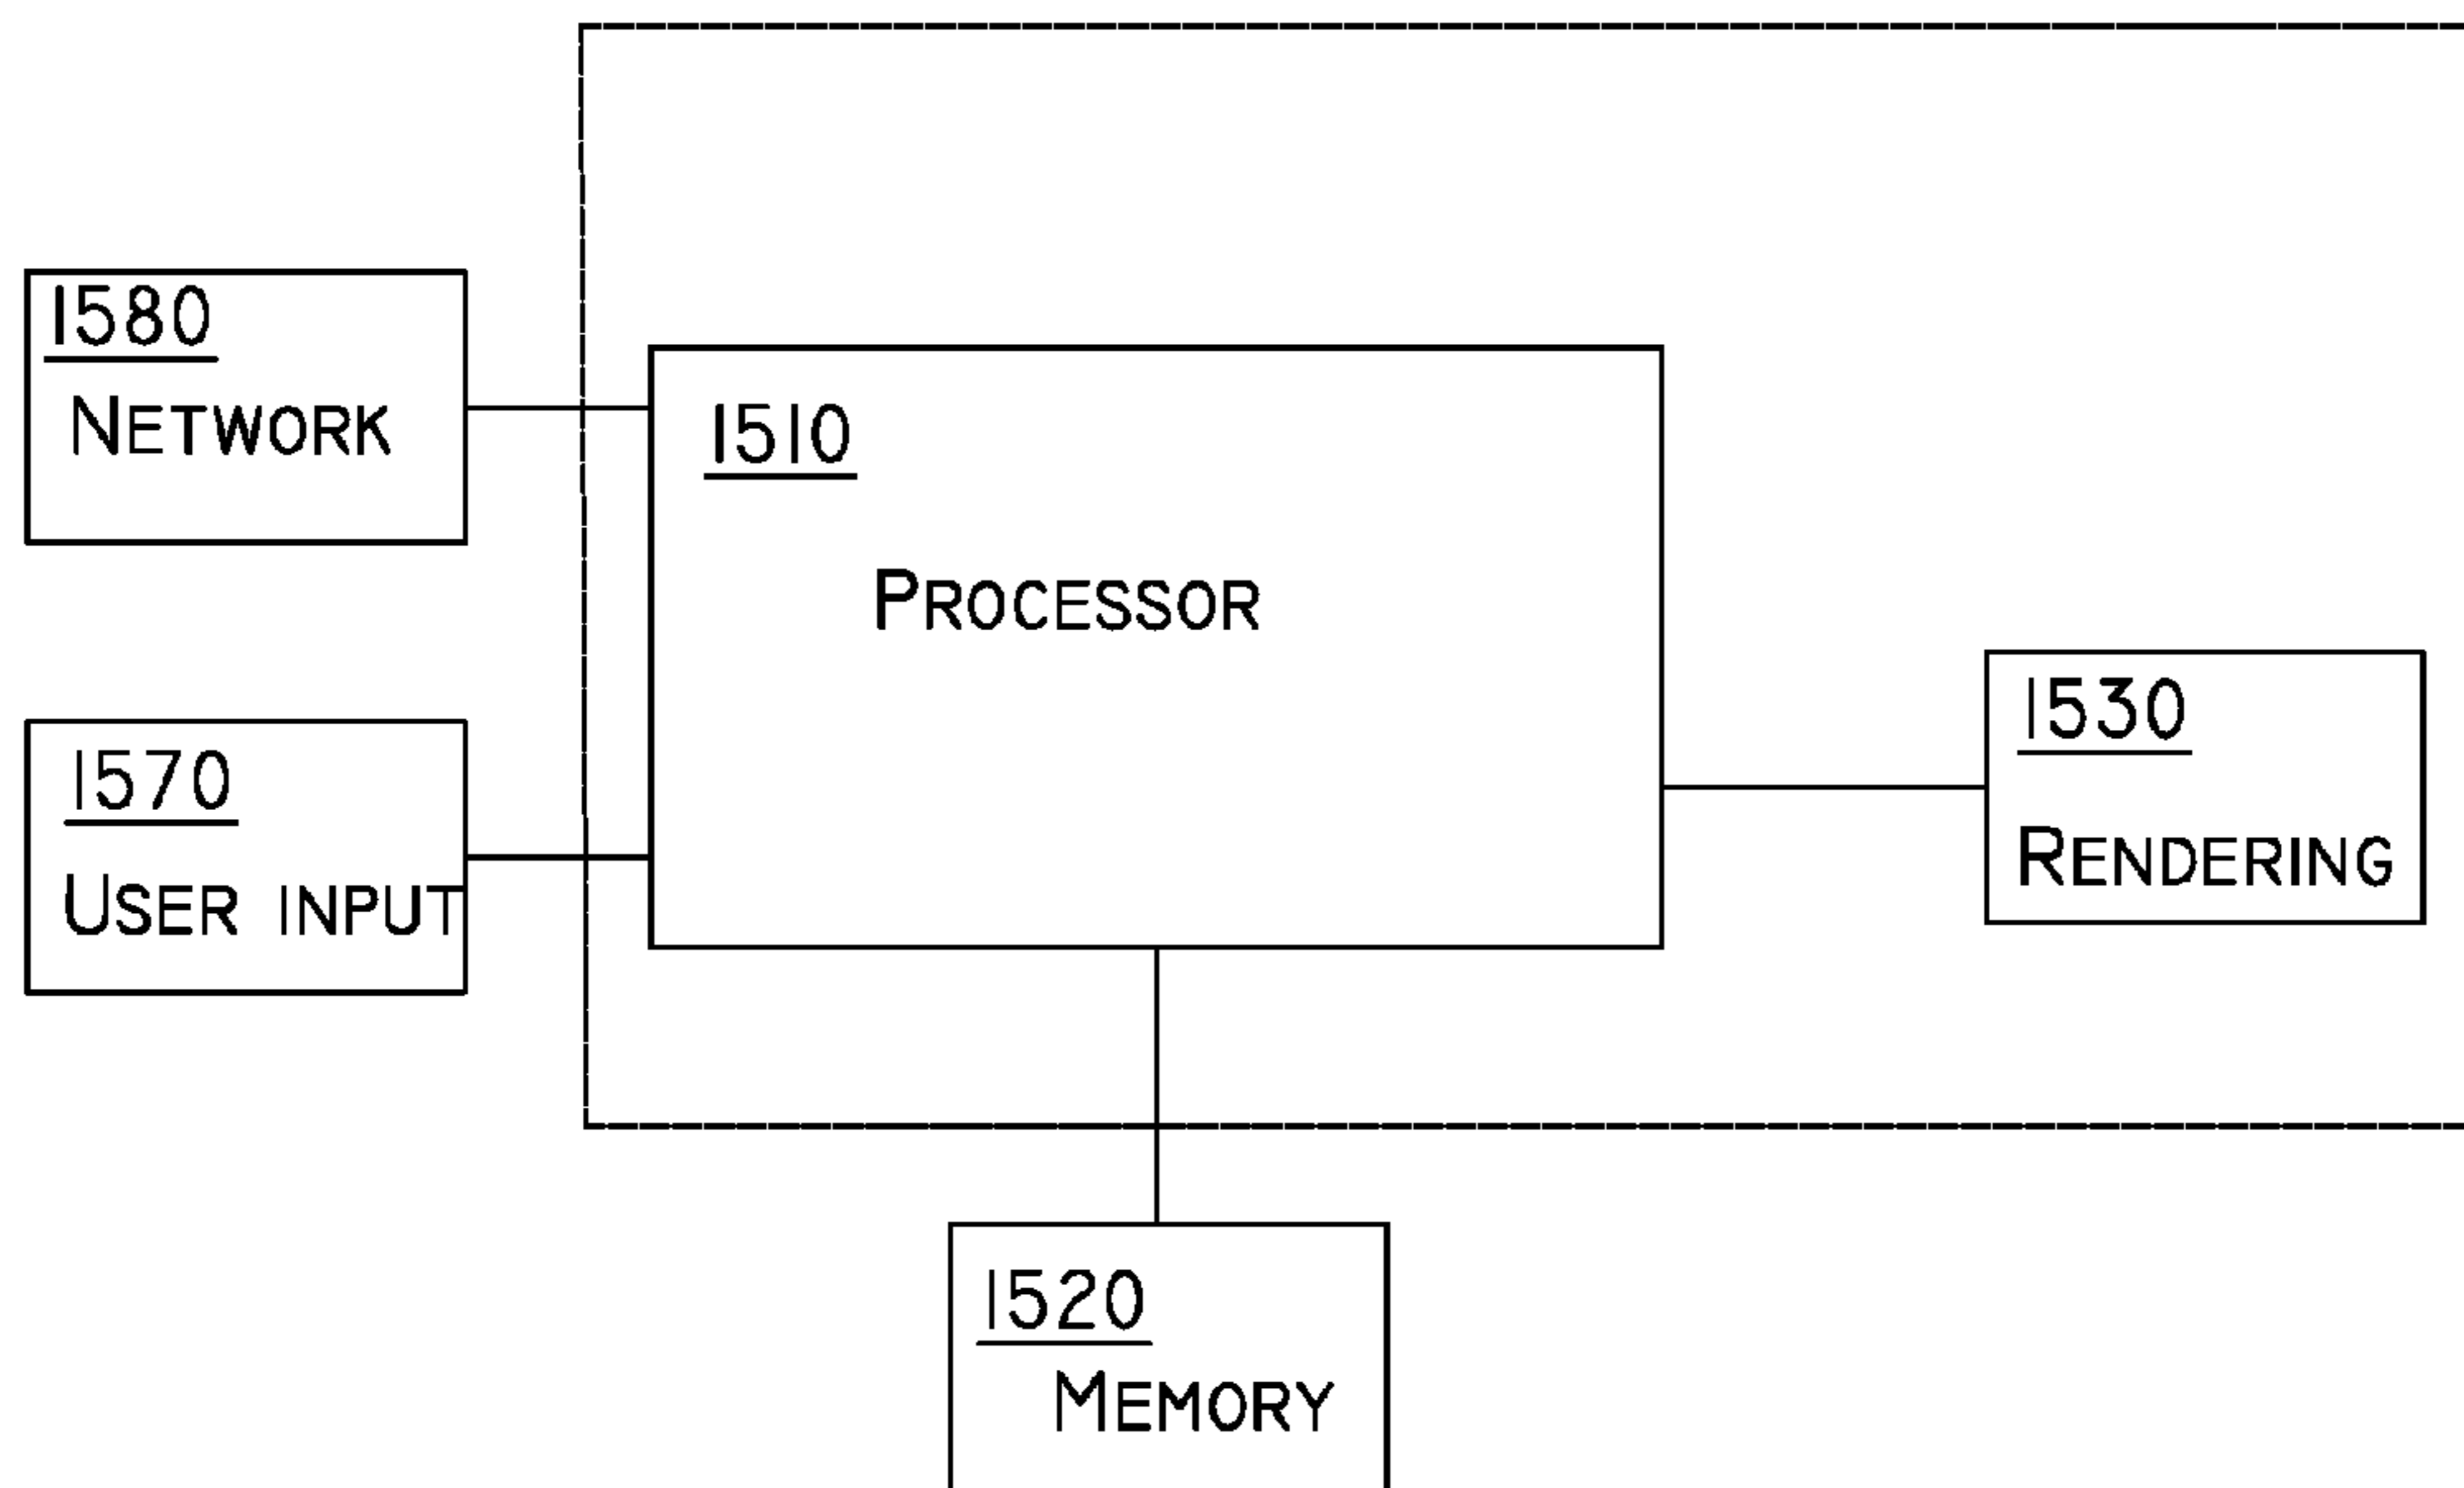 1580
NETWORK
1510
PROCESSOR
1530
RENDERING
1570
USER INPUT
1520
MEMORY